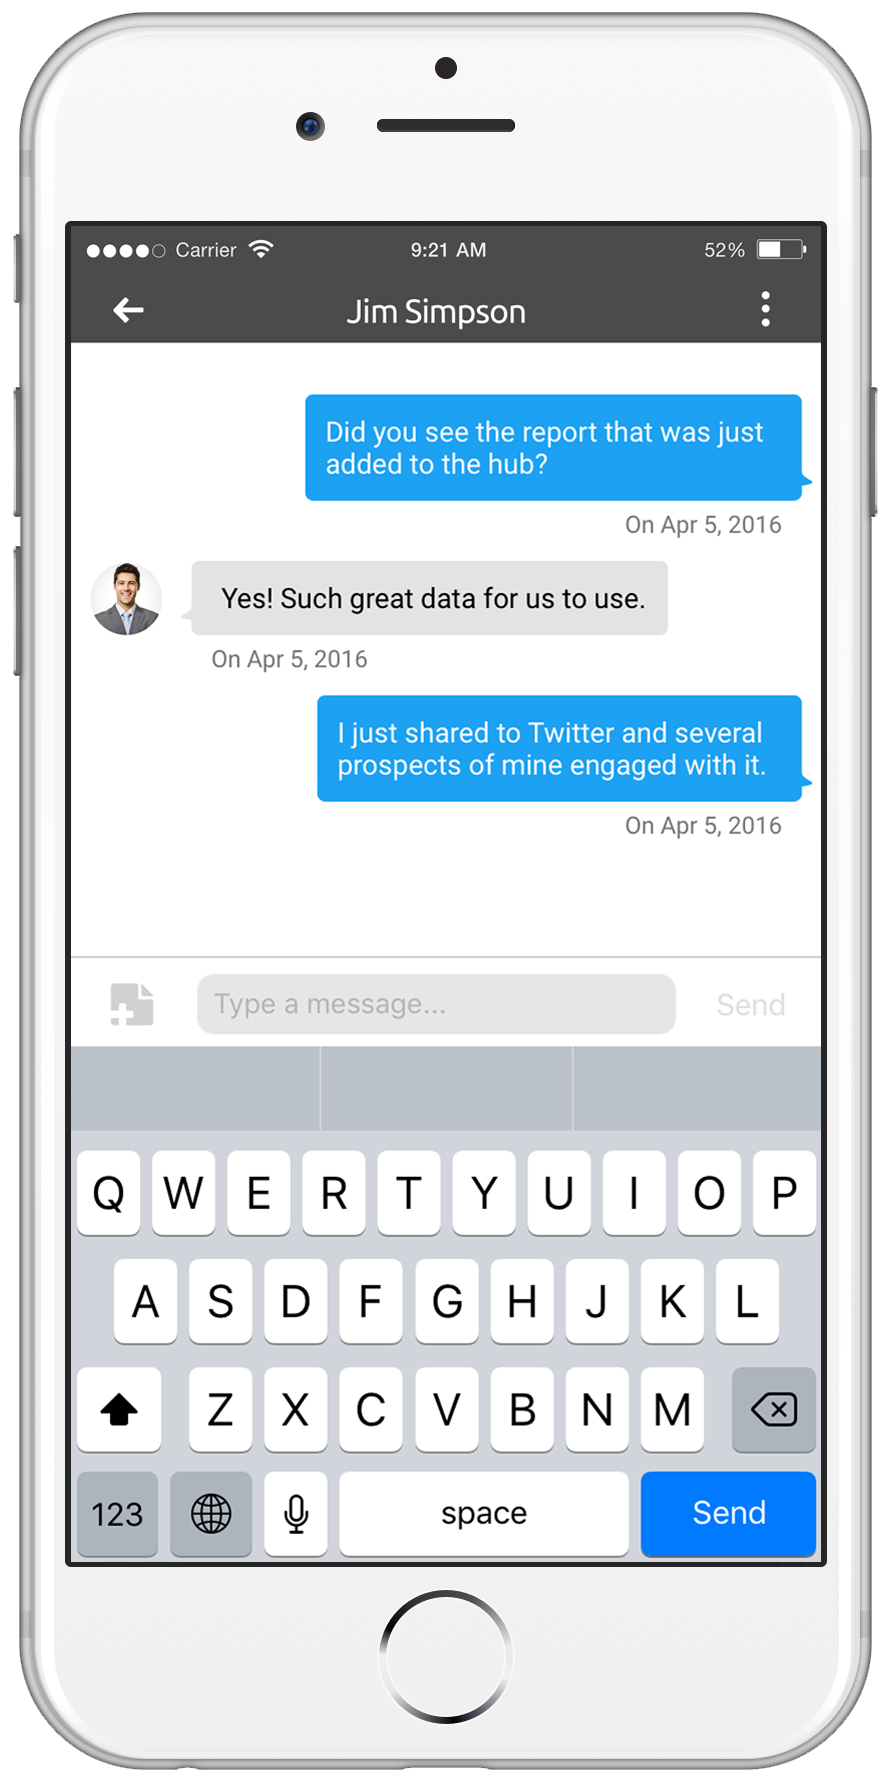 Carrier 9:21 AM 52%
Jim Simpson
Did you see the report that was just
added to the hub?
On Apr 5, 2016
Yes! Such great data for us to use.
On Apr 5, 2016
I just shared to Twitter and several
prospects of mine engaged with it.
On Apr 5, 2016
Type a message... Send
Q W E R T Y U I O P
A S D F G H J K L
Z X C V B N M
123 space Send